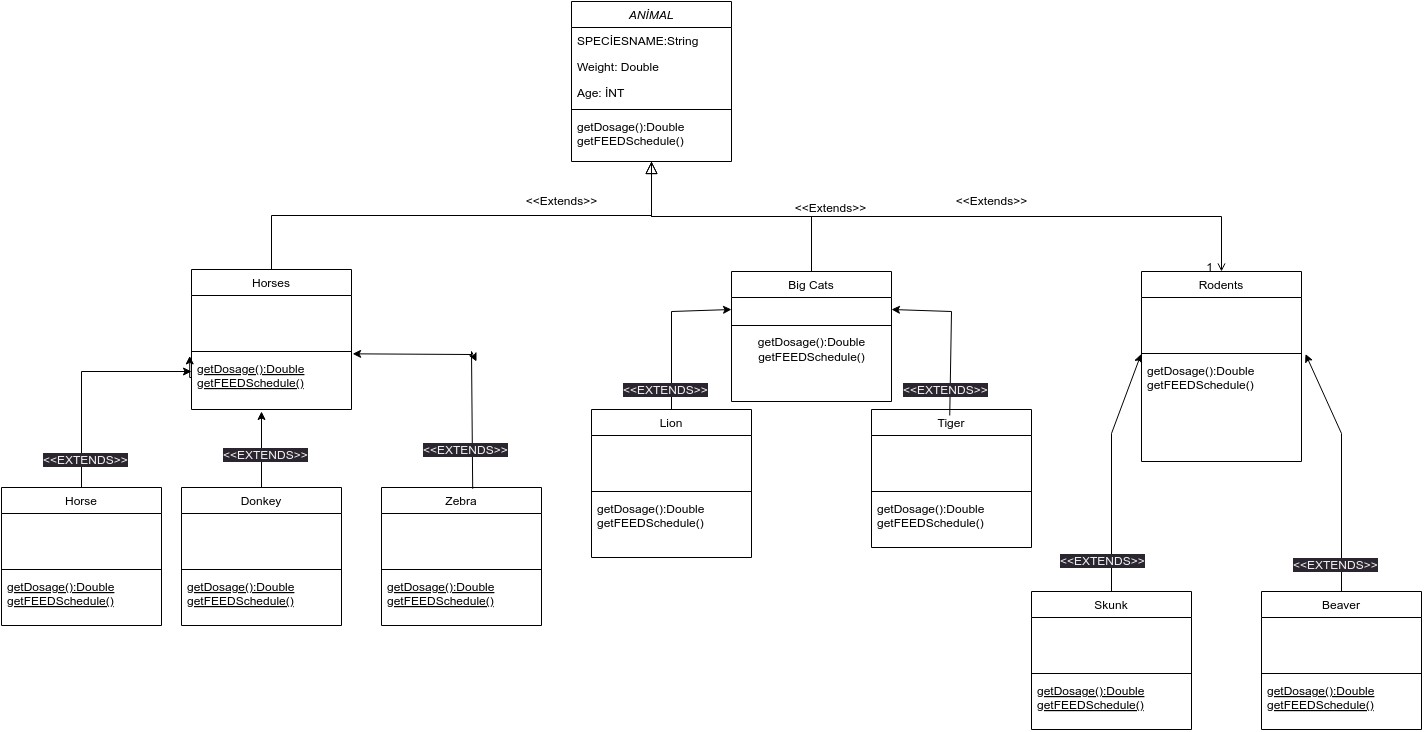 ANİMAL
SPECİESNAME:String
Weight: Double
Age: İNT
getDosage():Double
getFEEDSchedule()
<<Extends>>
<<Extends>>
<<Extends>>
1
Horses
getDosage():Double
getFEEDSchedule()
Big Cats
getDosage():Double
getFEEDSchedule()
Rodents
getDosage():Double
getFEEDSchedule()
<<EXTENDS>>
<<EXTENDS>>
<<EXTENDS>>
<<EXTENDS>>
<<EXTENDS>>
Lion
getDosage():Double
getFEEDSchedule()
Tiger
getDosage():Double
getFEEDSchedule()
Horse
getDosage():Double
getFEEDSchedule()
Donkey
getDosage():Double
getFEEDSchedule()
Zebra
getDosage():Double
getFEEDSchedule()
<<EXTENDS>>
<<EXTENDS>>
Skunk
getDosage():Double
getFEEDSchedule()
Beaver
getDosage():Double
getFEEDSchedule()